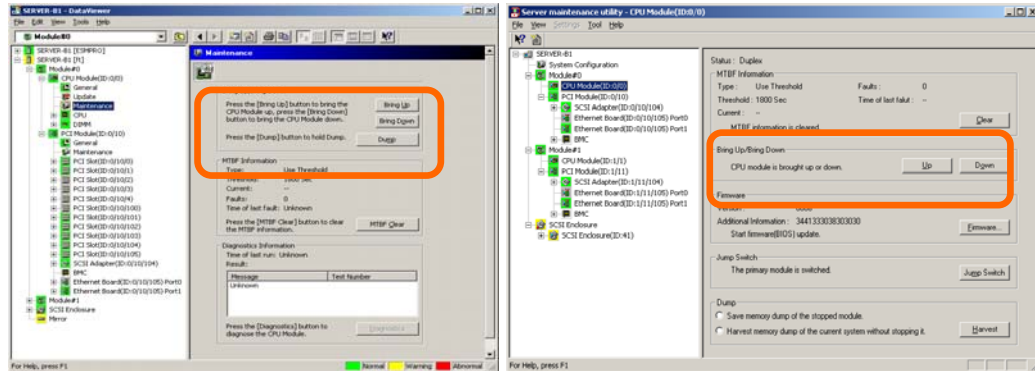 SERVER-B1 - DataViewer
File Edit View Tools Help
Module#0
SERVER-B1 [ESMPRO]
SERVER-B1 [ft]
Module#0
CPU Module(ID:0/0)
General
Update
Maintenance
CPU
DIMM
PCI Module(ID:0/10)
General
Maintenance
PCI Slot(ID:0/10/0)
PCI Slot(ID:0/10/1)
PCI Slot(ID:0/10/2)
PCI Slot(ID:0/10/3)
PCI Slot(ID:0/10/4)
PCI Slot(ID:0/10/100)
PCI Slot(ID:0/10/101)
PCI Slot(ID:0/10/102)
PCI Slot(ID:0/10/103)
PCI Slot(ID:0/10/104)
PCI Slot(ID:0/10/105)
SCSI Adapter(ID:0/10/104)
BMC
Ethernet Board(ID:0/10/105) Port0
Ethernet Board(ID:0/10/105) Port1
Module#1
SCSI Enclosure
Mirror
Maintenance
Press the [Bring Up] button to bring the
CPU Module up, press the [Bring Down]
button to bring the CPU Module down.
Bring Up
Bring Down
Press the [Dump] button to hold Dump.
Dump
MTBF Information
Type: Use Threshold
Threshold: 1800 Sec
Current: --
Faults: 0
Time of last fault: Unknown
Press the [MTBF Clear] button to clear
the MTBF information.
MTBF Clear
Diagnostics Information
Time of last run: Unknown
Result:
Message Test Number
Unknown
Press the [Diagnostics] button to
diagnose the CPU Module.
Diagnostics
For Help, press F1
Normal Warning Abnormal
Server maintenance utility - CPU Module(ID:0/0)
File View Settings Tool Help
SERVER-B1
System Configuration
Module#0
CPU Module(ID:0/0)
PCI Module(ID:0/10)
SCSI Adapter(ID:0/10/104)
Ethernet Board(ID:0/10/105) Port0
Ethernet Board(ID:0/10/105) Port1
BMC
Module#1
CPU Module(ID:1/1)
PCI Module(ID:1/11)
SCSI Adapter(ID:1/11/104)
Ethernet Board(ID:1/11/105) Port0
Ethernet Board(ID:1/11/105) Port1
BMC
SCSI Enclosure
SCSI Endosure(ID:41)
Status : Duplex
MTBF Information
Type : Use Threshold Faults : 0
Threshold : 1800 Sec Time of last falut : --
Current : --
MTBF information is cleared.
Clear
Bring Up/Bring Down
CPU module is brought up or down.
Up Down
Firmware
Additional Information : 3441333038303030
Start firmware(BIOS) update.
Firmware...
Jump Switch
The primary module is switched.
Jump Switch
Dump
Save memory dump of the stopped module.
Harvest memory dump of the current system without stopping it.
Harvest
For Help, press F1